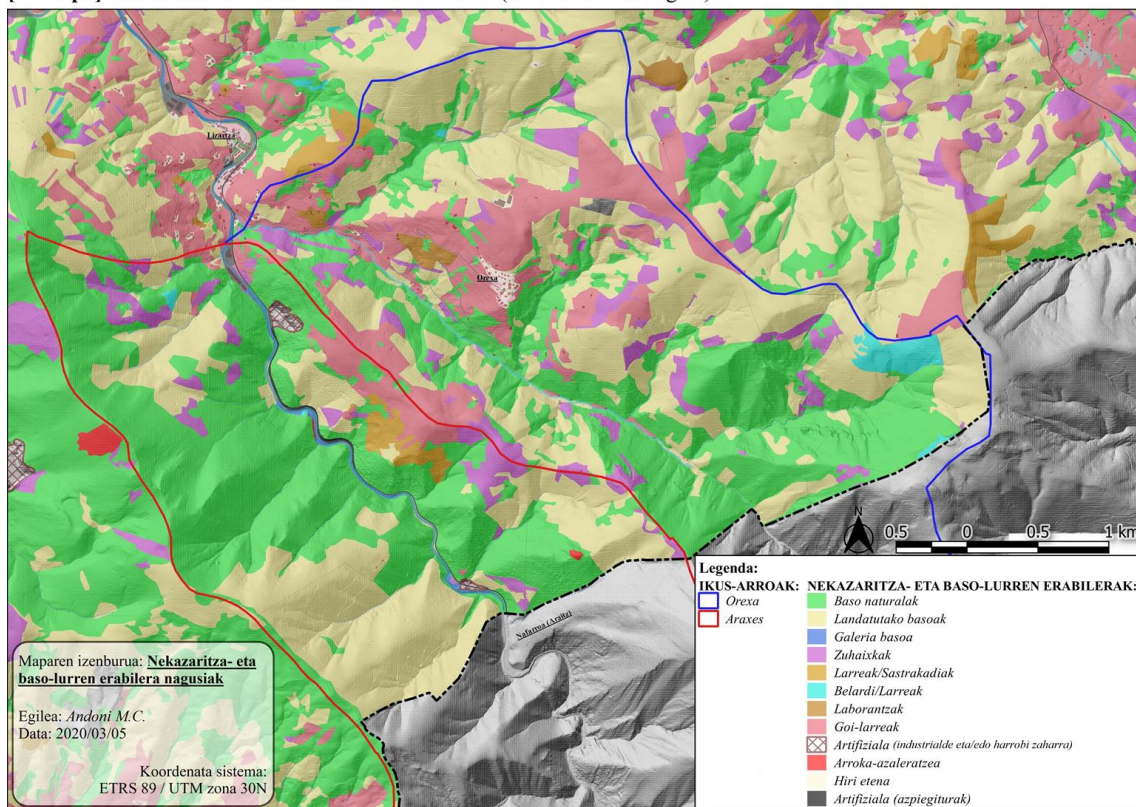 Lizartza
Orexa
Nafarroa (Araitz)
N
0.5 0 0.5 1 km
Maparen izenburua: Nekazaritza- eta
baso-lurren erabilera nagusiak
Egilea: Andoni M.C.
Data: 2020/03/05
Koordenata sistema:
ETRS 89 / UTM zona 30N
Legenda:
IKUS-ARROAK:
Orexa
Araxes
NEKAZARITZA- ETA BASO-LURREN ERABILERAK:
Baso naturalak
Landatutako basoak
Galeria basoa
Zuhaixkak
Larreak/Sastrakadiak
Belardi/Larreak
Laborantzak
Goi-larreak
Artifiziala (industrialde eta/edo harrobi zaharra)
Arroka-azaleratzea
Hiri etena
Artifiziala (azpiegiturak)